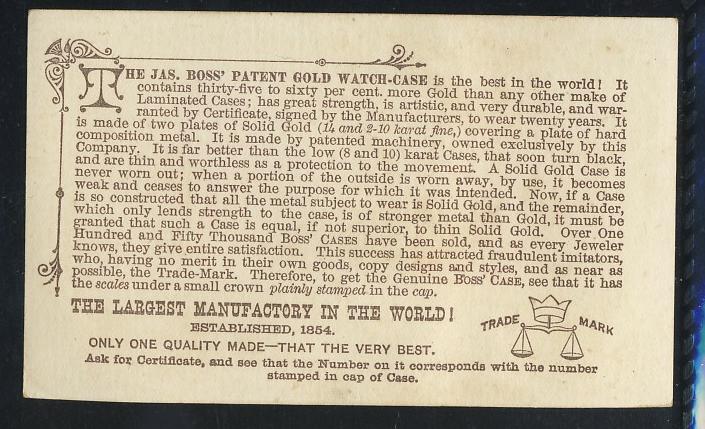 THE JAS. BOSS' PATENT GOLD WATCH-CASE is the best in the world! It
contains thirty-five to sixty per cent. more Gold than any other make of
Laminated Cases; has great strength, is artistic, and very durable, and war-
ranted by Certificate, signed by the Manufacturers, to wear twenty years. It
is made of two plates of Solid Gold (14 and 2-10 karat fine,) covering a plate of hard
composition metal. It is made by patented machinery, owned exclusively by this
Company. It is far better than the low (8 and 10) karat Cases, that soon turn black,
and are thin and worthless as a protection to the movement. A Solid Gold Case is
never worn out; when a portion of the outside is worn away, by use, it becomes
weak and ceases to answer the purpose for which it was intended. Now, if a Case
is so constructed that all the metal subject to wear is Solid Gold, and the remainder,
which only lends strength to the case, is of stronger metal than Gold, it must be
granted that such a Case is equal, if not superior, to thin Solid Gold. Over One
Hundred and Fifty Thousand Boss' CASES have been sold, and as every Jeweler
knows, they give entire satisfaction. This success has attracted fraudulent imitators,
who, having no merit in their own goods, copy designs and styles, and as near as
possible, the Trade-Mark. Therefore, to get the Genuine BOSS' CASE, see that it has
the scales under a small crown plainly stamped in the cap.
THE LARGEST MANUFACTORY IN THE WORLD!
ESTABLISHED, 1854.
ONLY ONE QUALITY MADE—THAT THE VERY BEST.
TRADE MARK
Ask for Certificate, and see that the Number on it corresponds with the number
stamped in cap of Case.